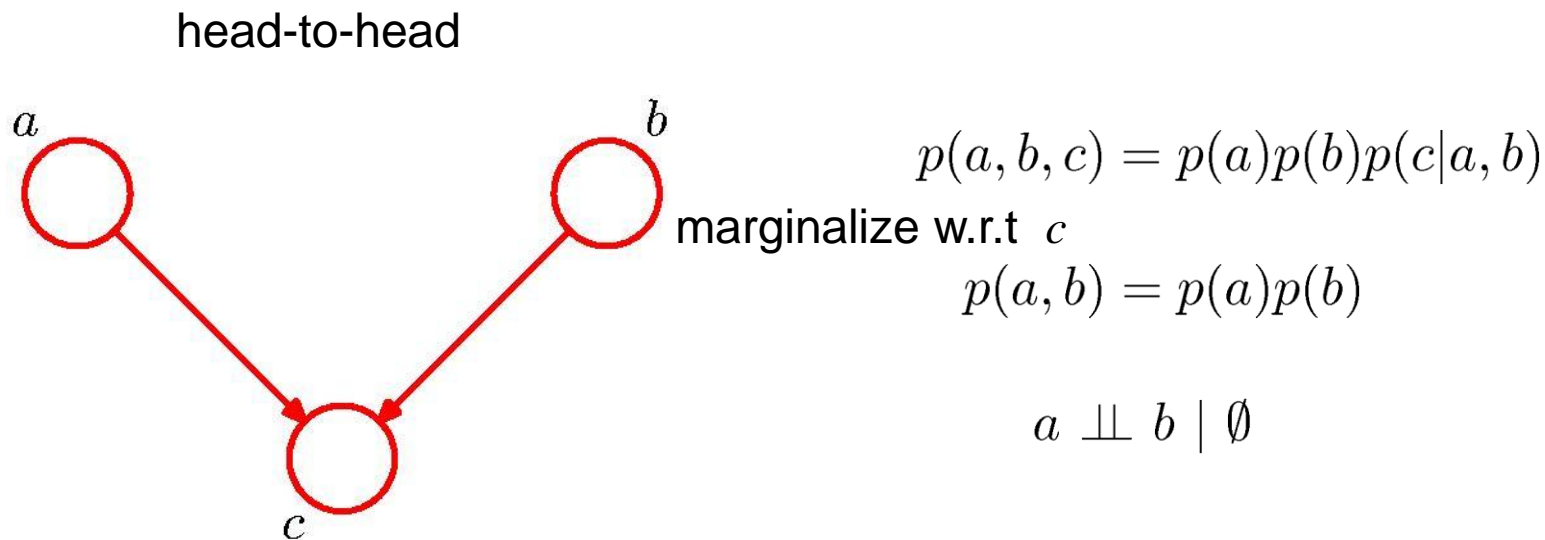 head-to-head
a
b
p(a, b, c) = p(a)p(b)p(c|a, b)
marginalize w.r.t c
p(a, b) = p(a)p(b)
a ⫫ b | ∅
c